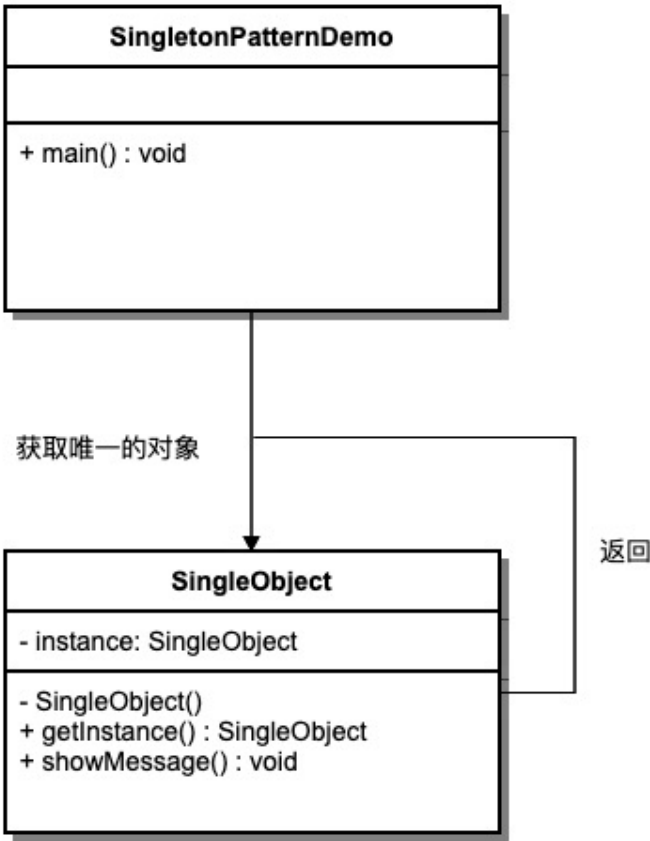 SingletonPatternDemo
+ main() : void
获取唯一的对象
返回
SingleObject
- instance: SingleObject
- SingleObject()
+ getInstance() : SingleObject
+ showMessage() : void